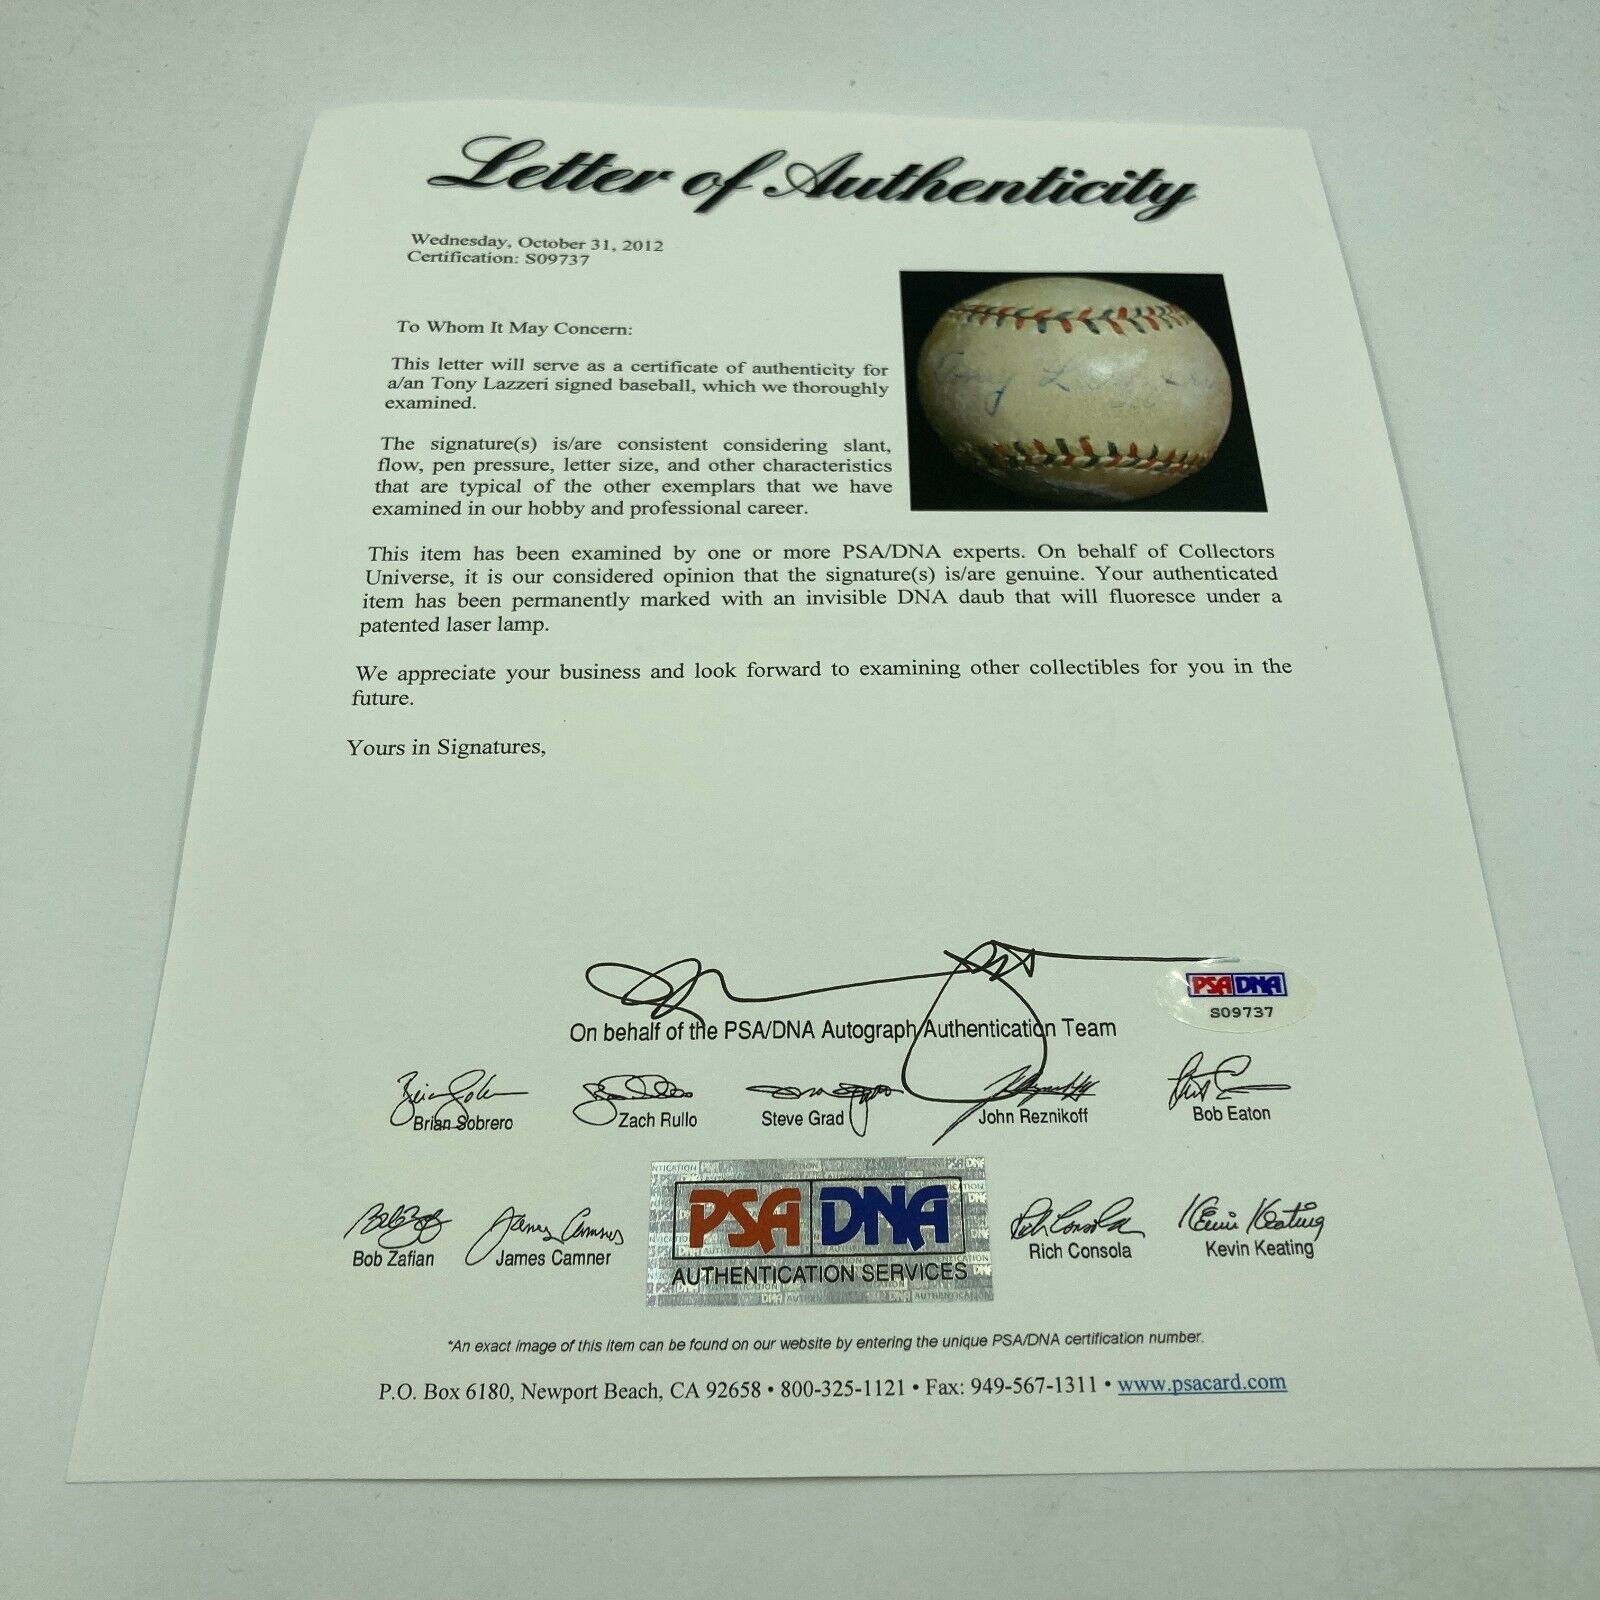 Letter of Authenticity
Wednesday, October 31, 2012
Certification: S09737
To Whom It May Concern:
This letter will serve as a certificate of authenticity for
a/an Tony Lazzeri signed baseball, which we thoroughly
examined.
The signature(s) is/are consistent considering slant,
flow, pen pressure, letter size, and other characteristics
that are typical of the other exemplars that we have
examined in our hobby and professional career.
This item has been examined by one or more PSA/DNA experts. On behalf of Collectors
Universe, it is our considered opinion that the signature(s) is/are genuine. Your authenticated
item has been permanently marked with an invisible DNA daub that will fluoresce under a
patented laser lamp.
We appreciate your business and look forward to examining other collectibles for you in the
future.
Yours in Signatures,
PSA DNA
S09737
On behalf of the PSA/DNA Autograph Authentication Team
Brian Sobrero Zach Rullo Steve Grad John Reznikoff Bob Eaton
PSA DNA
AUTHENTICATION SERVICES
Kevin Keating
Bob Zafian James Camner Rich Consola Kevin Keating
*An exact image of this item can be found on our website by entering the unique PSA/DNA certification number.
P.O. Box 6180, Newport Beach, CA 92658 • 800-325-1121 • Fax: 949-567-1311 • www.psacard.com